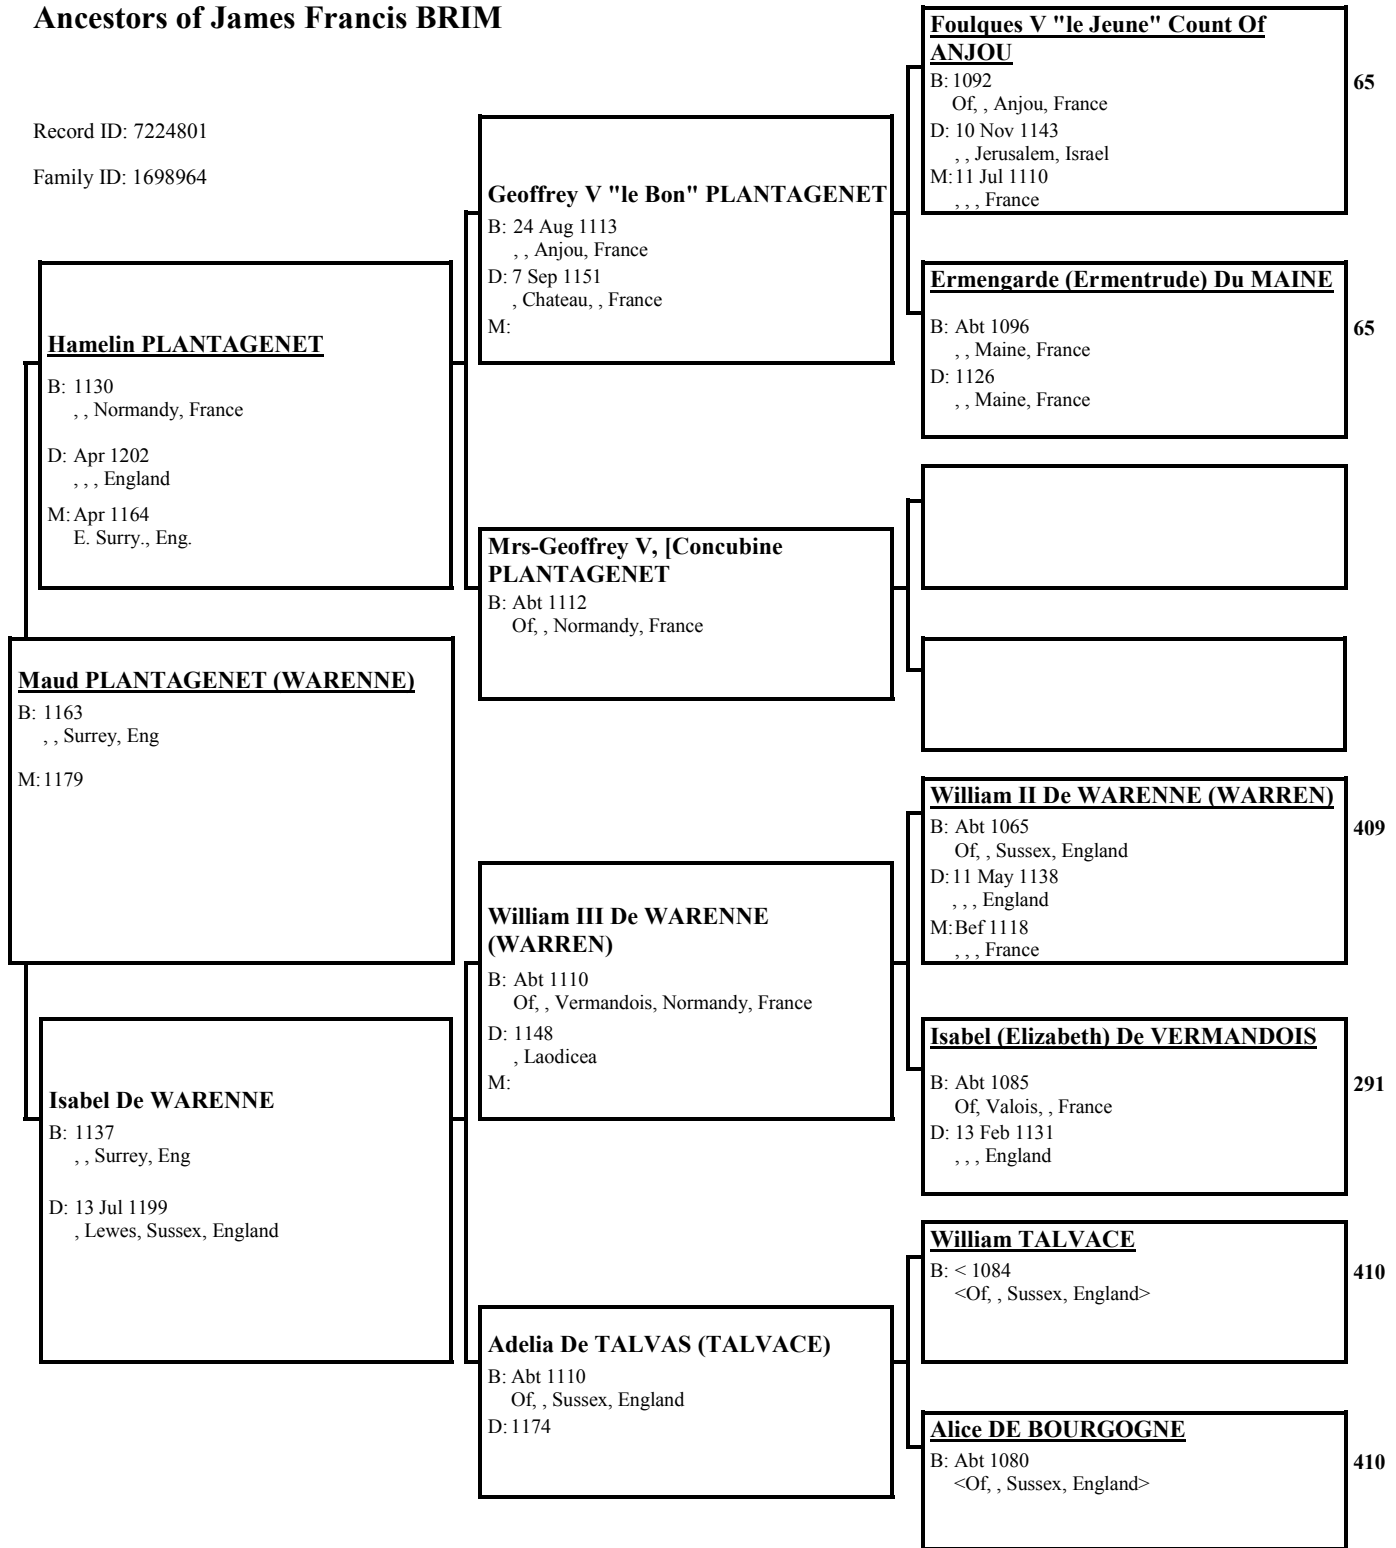 Ancestors of James Francis BRIM
Record ID: 7224801
Family ID: 1698964
Foulques V "le Jeune" Count Of
ANJOU
B: 1092
Of, , Anjou, France
D: 10 Nov 1143
, , Jerusalem, Israel
M: 11 Jul 1110
, , , France
65
Geoffrey V "le Bon" PLANTAGENET
B: 24 Aug 1113
, , Anjou, France
D: 7 Sep 1151
, Chateau, , France
M:
Ermengarde (Ermentrude) Du MAINE
B: Abt 1096
, , Maine, France
D: 1126
, , Maine, France
65
Hamelin PLANTAGENET
B: 1130
, , Normandy, France
D: Apr 1202
, , , England
M: Apr 1164
E. Surry., Eng.
Mrs-Geoffrey V, [Concubine
PLANTAGENET
B: Abt 1112
Of, , Normandy, France
Maud PLANTAGENET (WARENNE)
B: 1163
, , Surrey, Eng
M: 1179
William II De WARENNE (WARREN)
B: Abt 1065
Of, , Sussex, England
D: 11 May 1138
, , , England
M: Bef 1118
, , , France
409
William III De WARENNE
(WARREN)
B: Abt 1110
Of, , Vermandois, Normandy, France
D: 1148
, Laodicea
M:
Isabel (Elizabeth) De VERMANDOIS
B: Abt 1085
Of, Valois, , France
D: 13 Feb 1131
, , , England
291
Isabel De WARENNE
B: 1137
, , Surrey, Eng
D: 13 Jul 1199
, Lewes, Sussex, England
William TALVACE
B: < 1084
<Of, , Sussex, England>
410
Adelia De TALVAS (TALVACE)
B: Abt 1110
Of, , Sussex, England
D: 1174
Alice DE BOURGOGNE
B: Abt 1080
<Of, , Sussex, England>
410